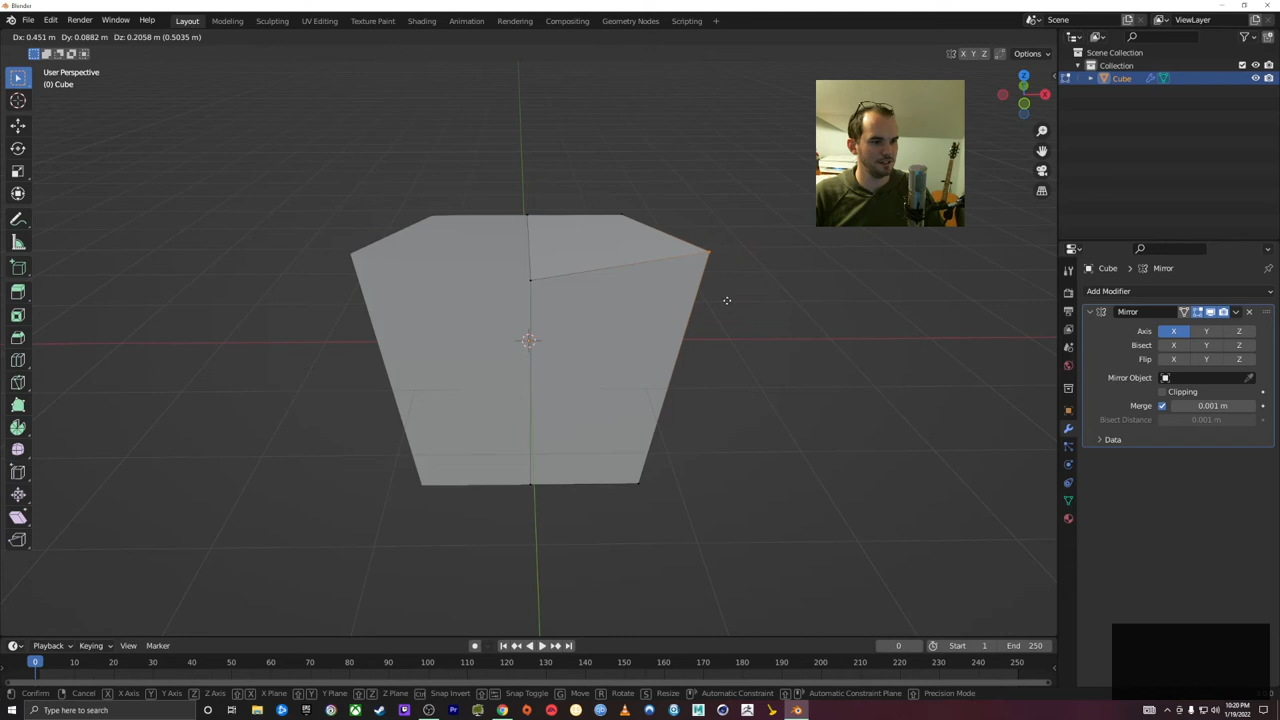 Blender
File Edit Render Window Help Layout Modeling Sculpting UV Editing Texture Paint Shading Animation Rendering Compositing Geometry Nodes Scripting + Scene ViewLayer
Dx: 0.451 m Dy: 0.0882 m Dz: 0.2058 m (0.5035 m)
X Y Z Options
Scene Collection
Collection
Cube
User Perspective
(0) Cube
Z
Y
X
Cube > Mirror
Add Modifier
Mirror
Axis X Y Z
Bisect X Y Z
Flip X Y Z
Mirror Object
Clipping
Merge 0.001 m
Bisect Distance 0.001 m
Data
Playback Keying View Marker 0 Start 1 End 250
0 10 20 30 40 50 60 70 80 90 100 110 120 130 140 150 160 170 180 190 200 210 220 230 240 250
Confirm Cancel X X Axis Y Y Axis Z Z Axis X X Plane Y Y Plane Z Z Plane Snap Invert Snap Toggle G Move R Rotate S Resize Automatic Constraint Automatic Constraint Plane Precision Mode
Type here to search
10:20 PM
1/19/2022